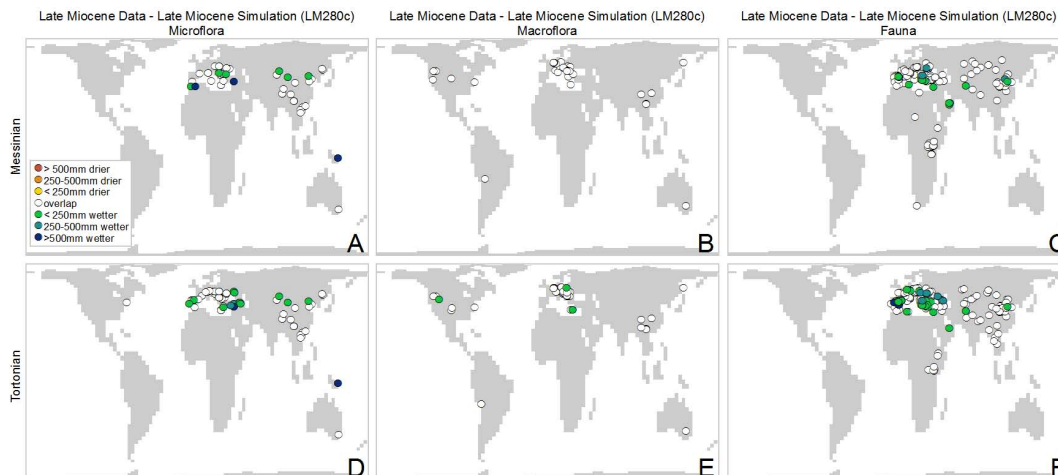 Late Miocene Data - Late Miocene Simulation (LM280c)
Microflora
Late Miocene Data - Late Miocene Simulation (LM280c)
Macroflora
Late Miocene Data - Late Miocene Simulation (LM280c)
Fauna
Messinian
> 500mm drier
250-500mm drier
< 250mm drier
overlap
< 250mm wetter
250-500mm wetter
>500mm wetter
A
B
C
Tortonian
D
E